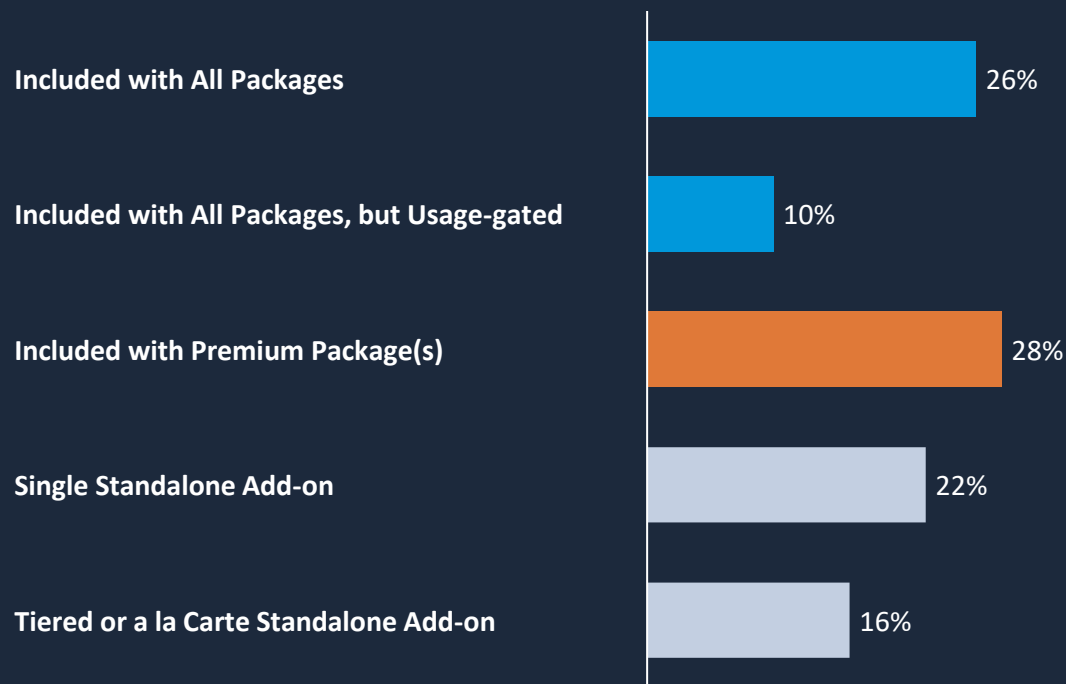 Included with All Packages 26%
Included with All Packages, but Usage-gated 10%
Included with Premium Package(s) 28%
Single Standalone Add-on 22%
Tiered or a la Carte Standalone Add-on 16%